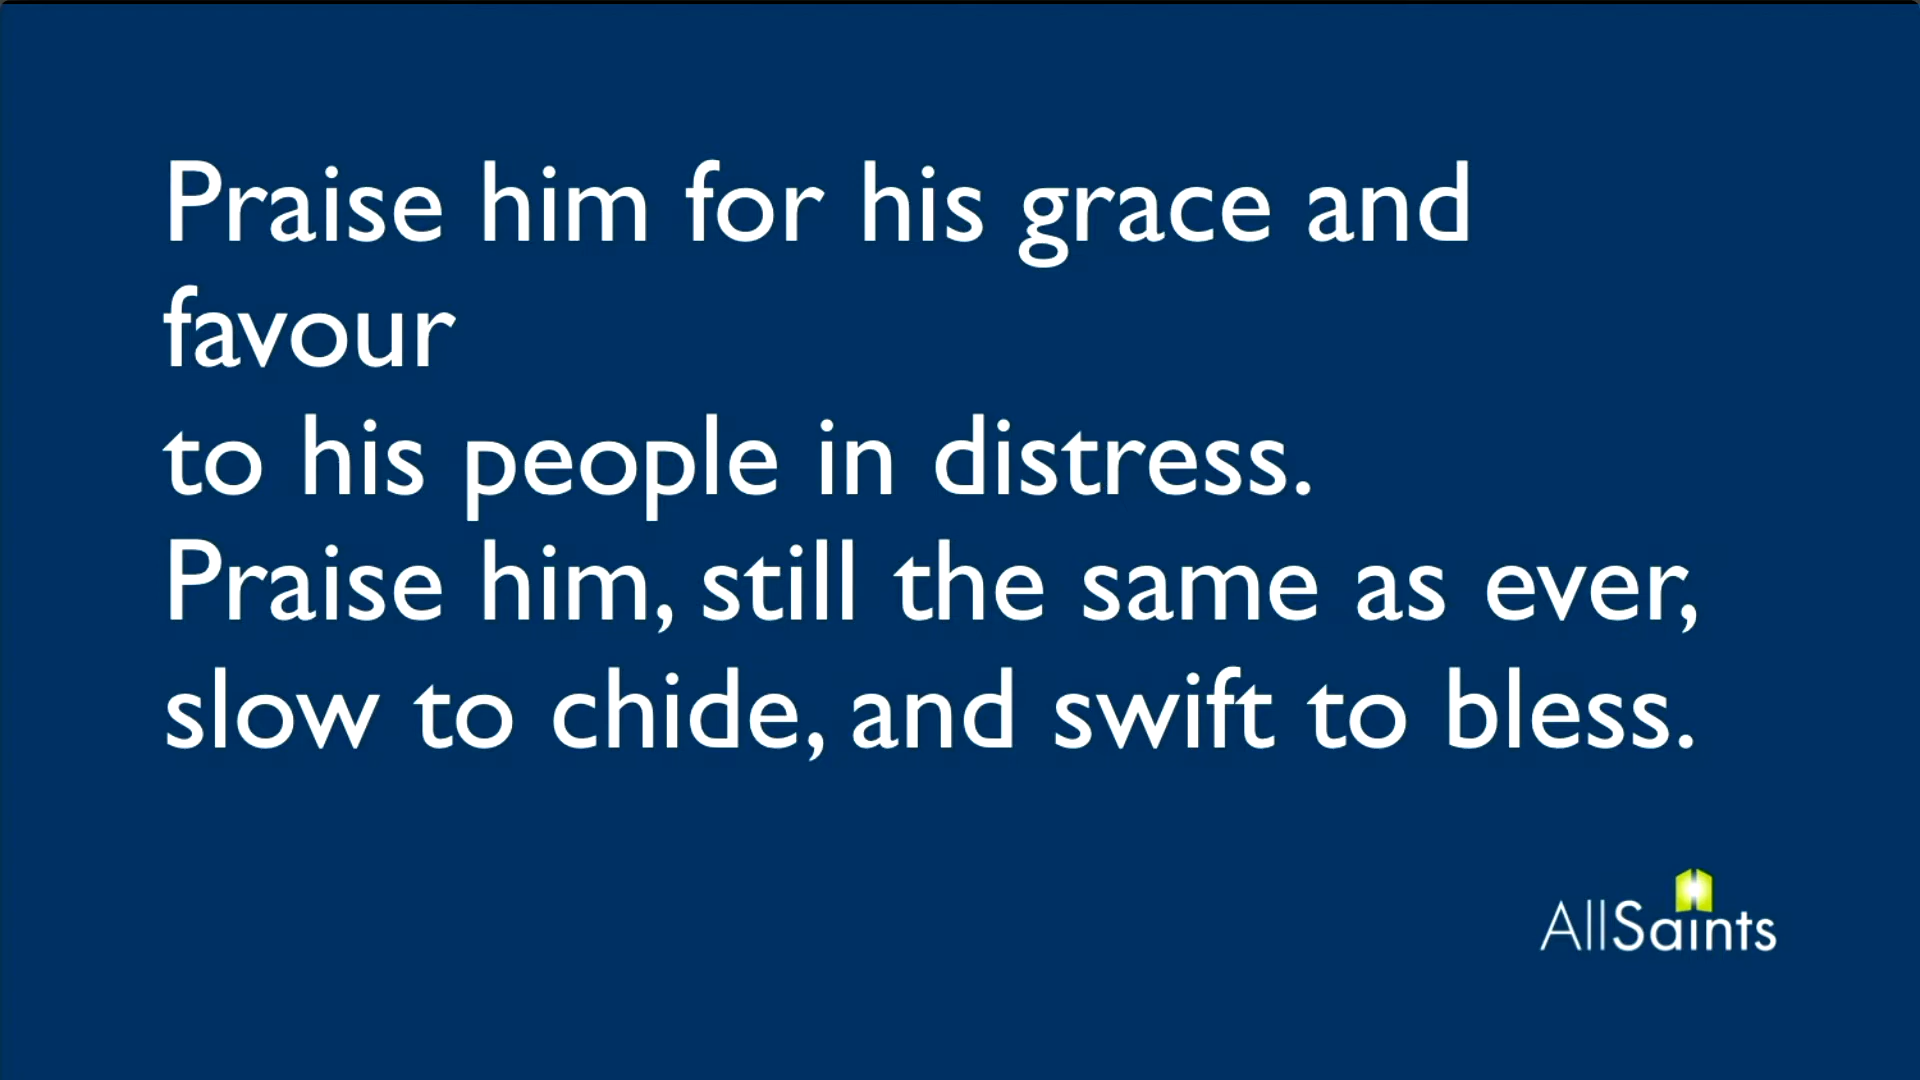 Praise him for his grace and
favour
to his people in distress.
Praise him, still the same as ever,
slow to chide, and swift to bless.
AllSaints